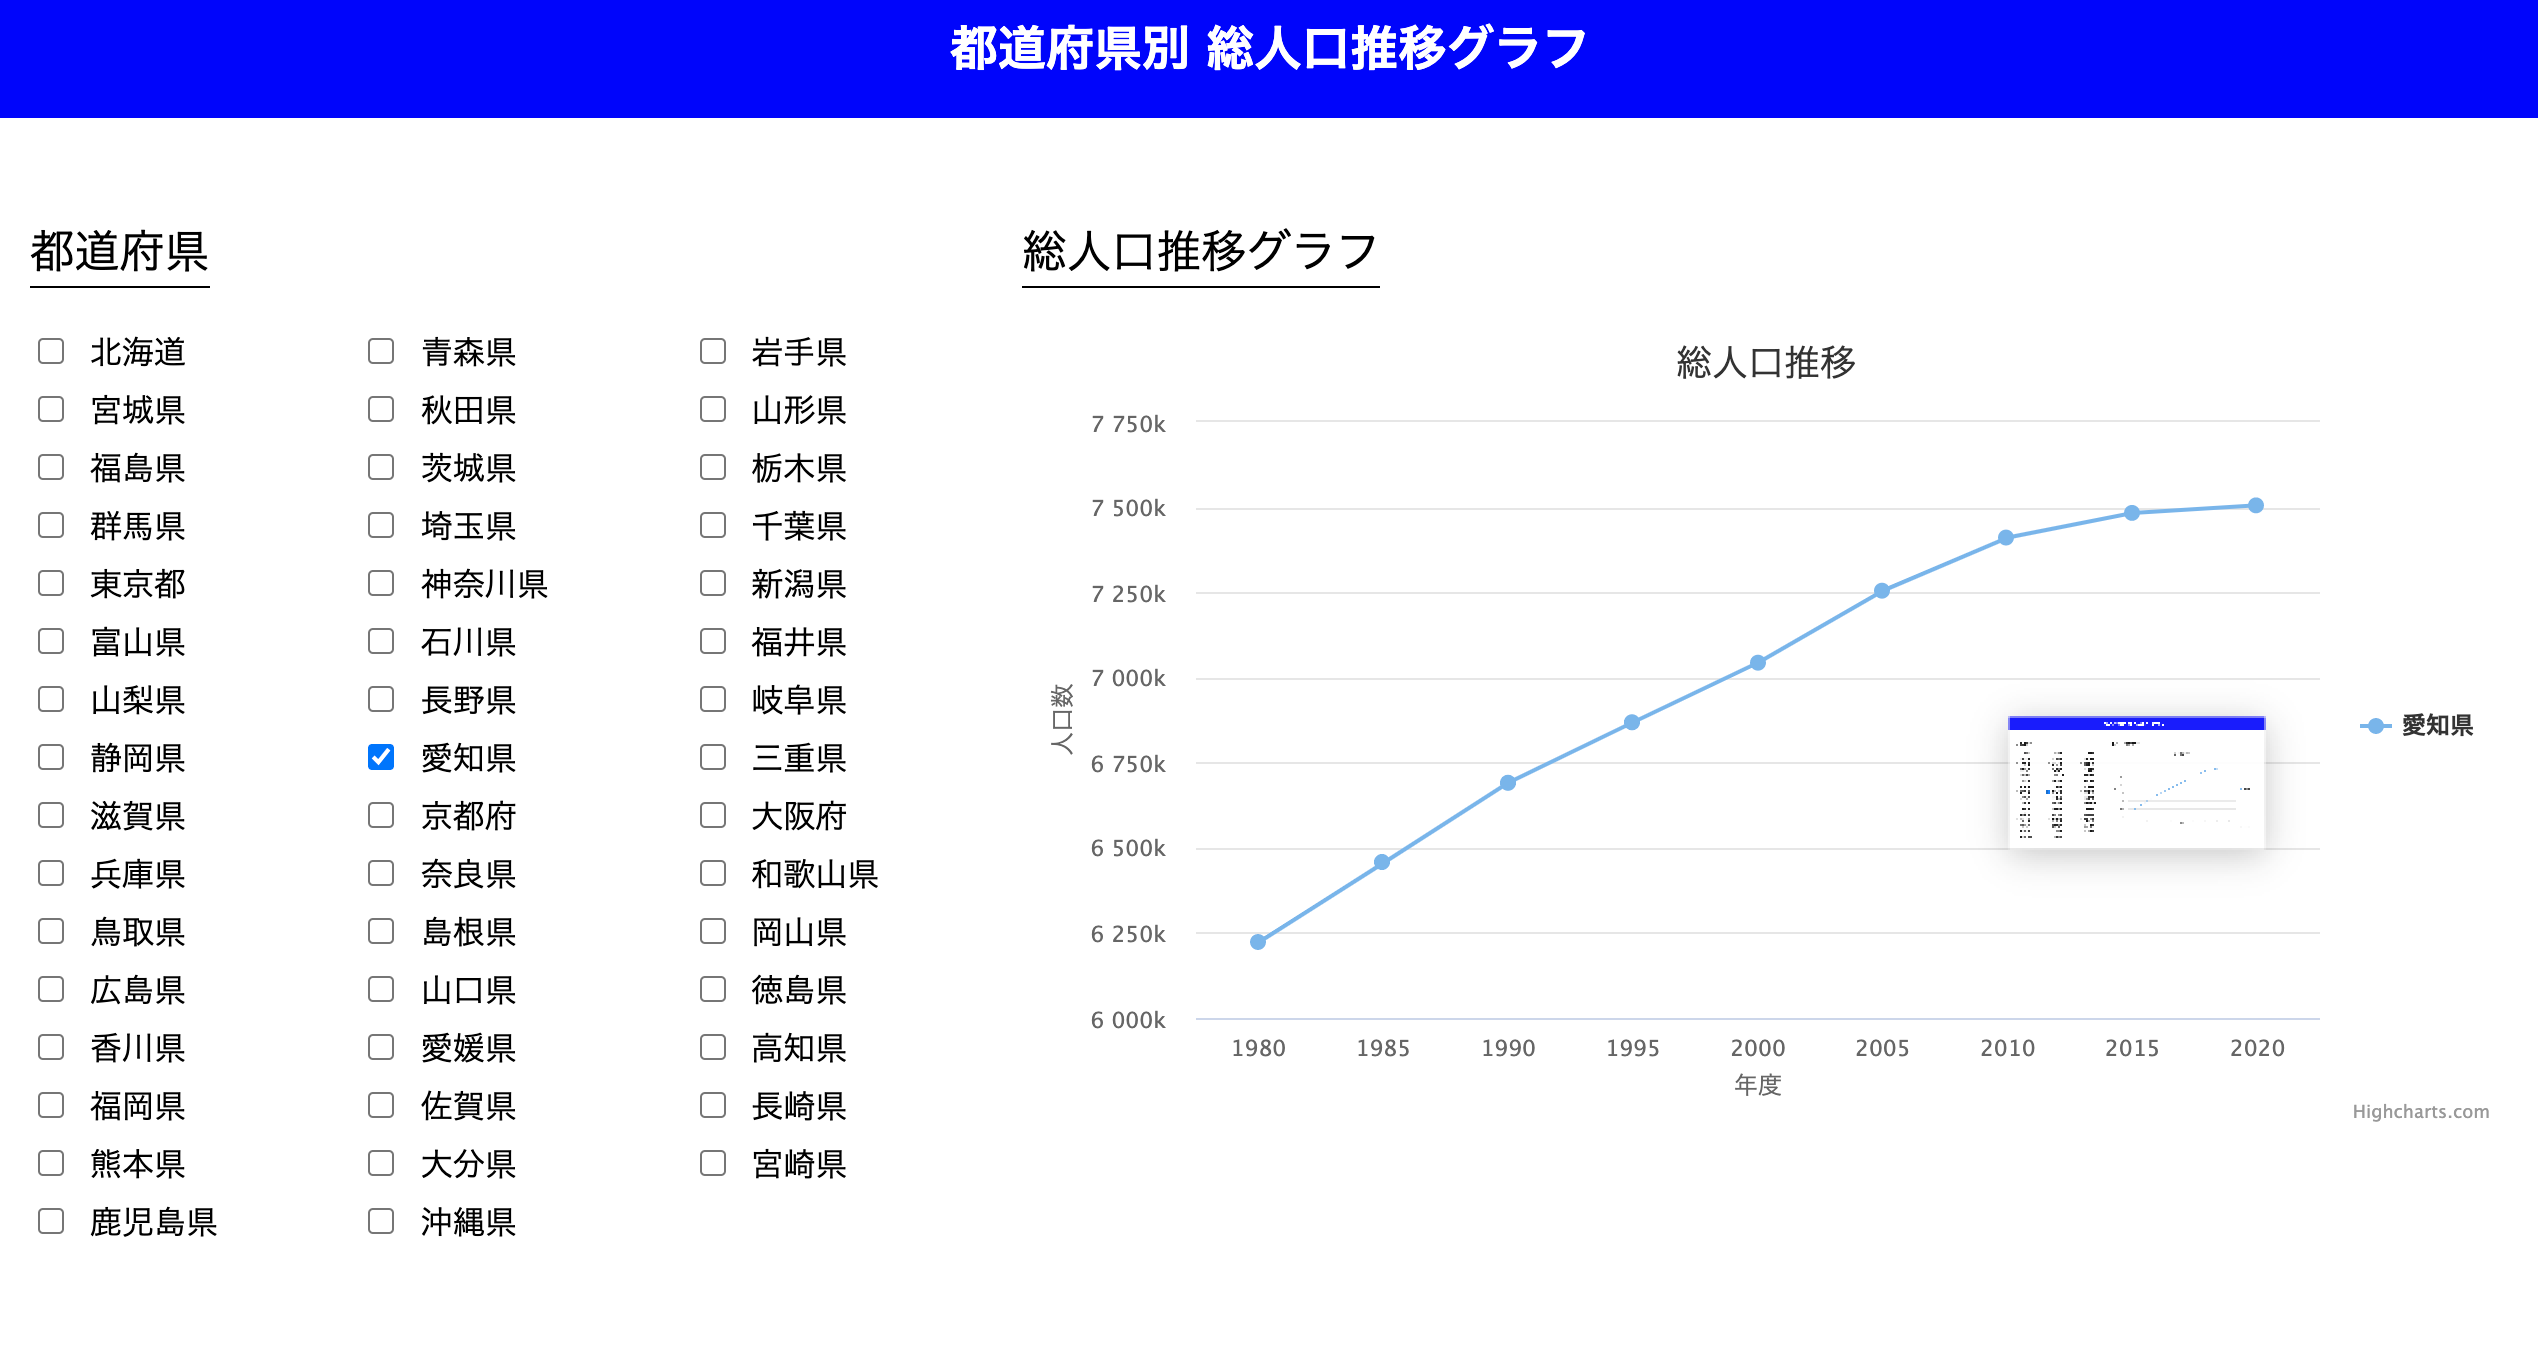 都道府県別 総人口推移グラフ
都道府県
北海道 青森県 岩手県
宮城県 秋田県 山形県
福島県 茨城県 栃木県
群馬県 埼玉県 千葉県
東京都 神奈川県 新潟県
富山県 石川県 福井県
山梨県 長野県 岐阜県
静岡県 愛知県 三重県
滋賀県 京都府 大阪府
兵庫県 奈良県 和歌山県
鳥取県 島根県 岡山県
広島県 山口県 徳島県
香川県 愛媛県 高知県
福岡県 佐賀県 長崎県
熊本県 大分県 宮崎県
鹿児島県 沖縄県
総人口推移グラフ
総人口推移
人口数
7 750k
7 500k
7 250k
7 000k
6 750k
6 500k
6 250k
6 000k
1980 1985 1990 1995 2000 2005 2010 2015 2020
年度
愛知県
Highcharts.com